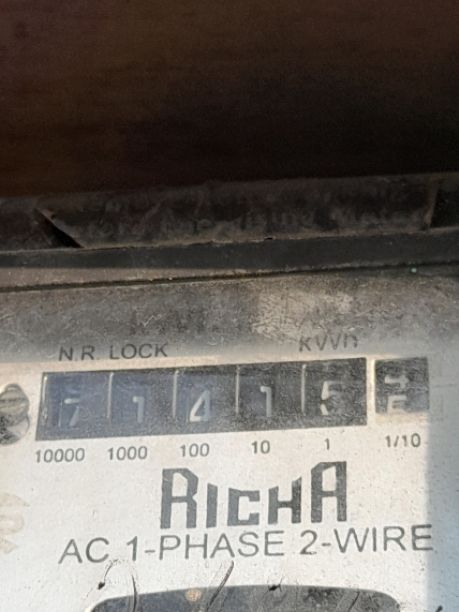 N.R. LOCK KWh
7 1 4 1 5
10000 1000 100 10 1 1/10
RICHA
AC 1-PHASE 2-WIRE